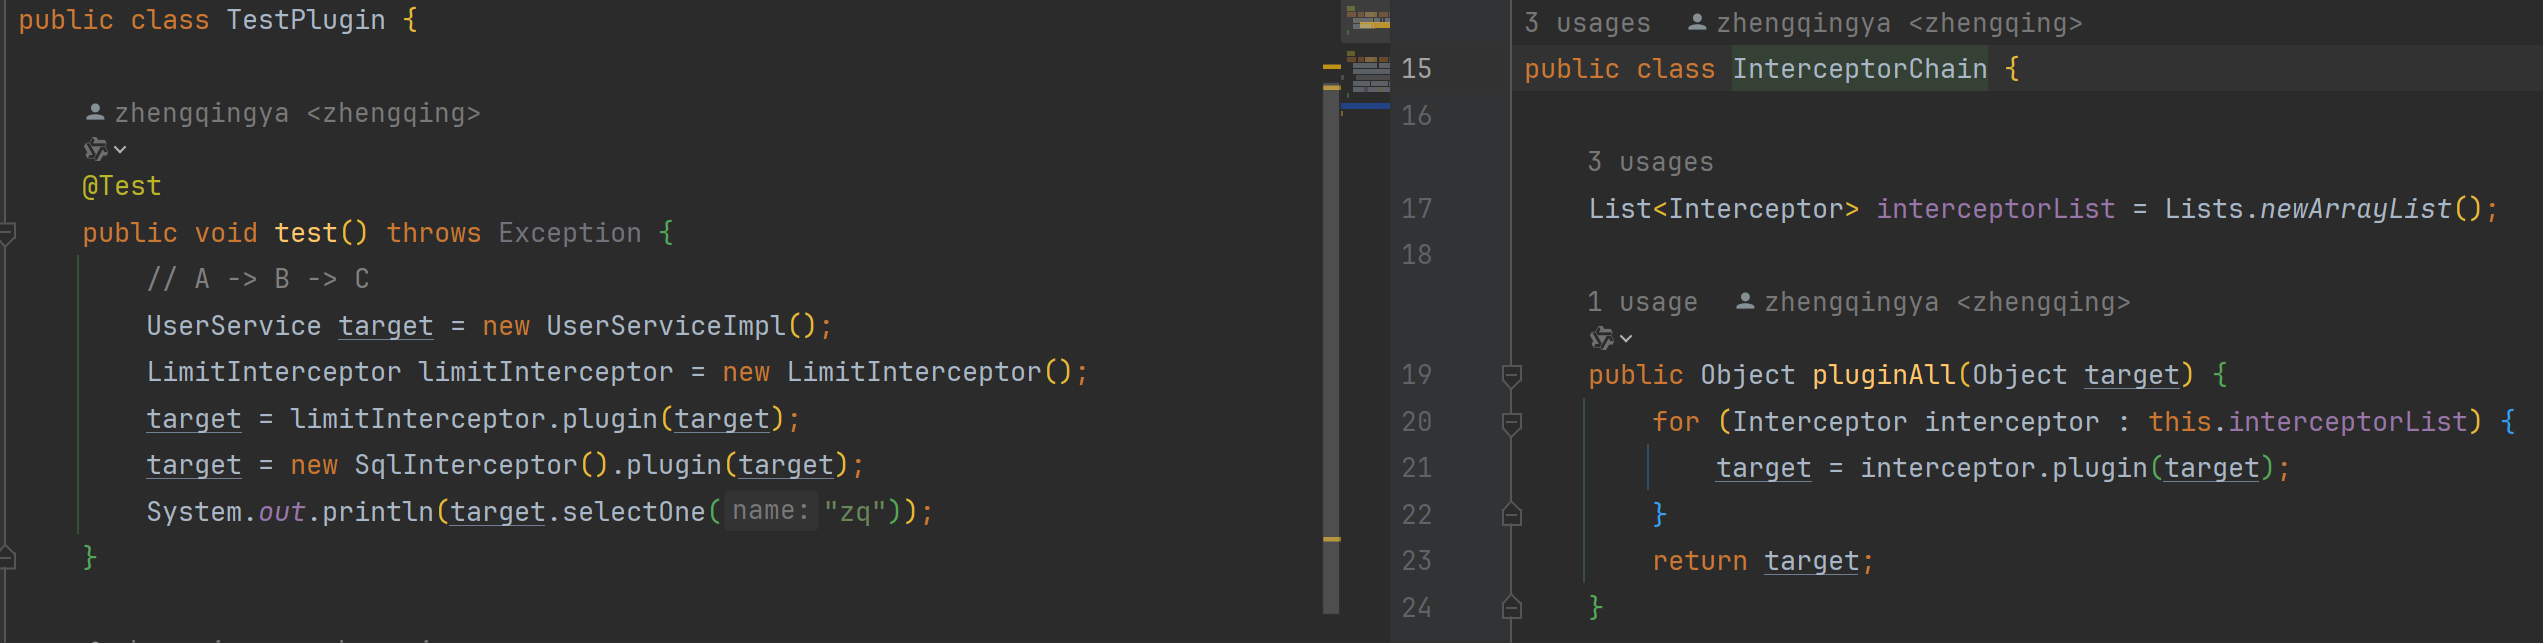 public class TestPlugin {
zhengqingya <zhengqing>
@Test
public void test() throws Exception {
// A -> B -> C
UserService target = new UserServiceImpl();
LimitInterceptor limitInterceptor = new LimitInterceptor();
target = limitInterceptor.plugin(target);
target = new SqlInterceptor().plugin(target);
System.out.println(target.selectOne( name: "zq"));
}
3 usages zhengqingya <zhengqing>
15 public class InterceptorChain {
16
3 usages
17 List<Interceptor> interceptorList = Lists.newArrayList();
18
1 usage zhengqingya <zhengqing>
19 public Object pluginAll(Object target) {
20 for (Interceptor interceptor : this.interceptorList) {
21 target = interceptor.plugin(target);
22 }
23 return target;
24 }